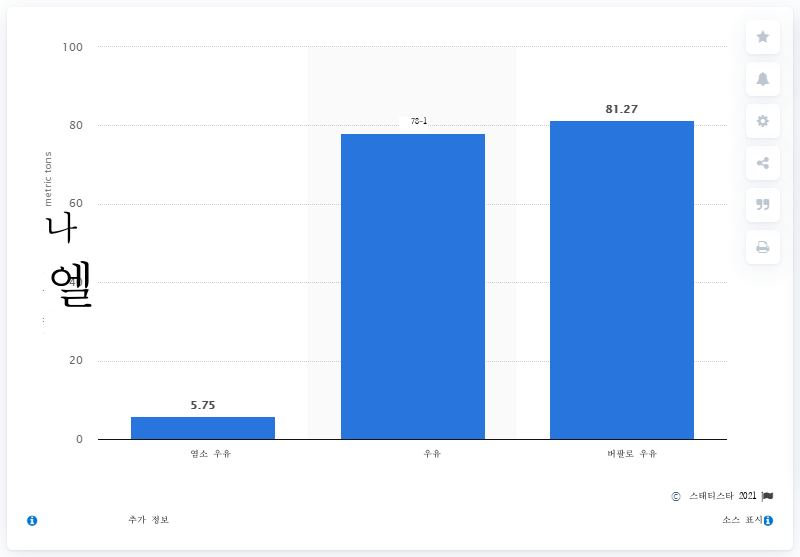 100
80
60
40
20
0
metric tons
나
엘
5.75
78-1
81.27
염소 우유
우유
버팔로 우유
© 스태티스타 2021
추가 정보
소스 표시